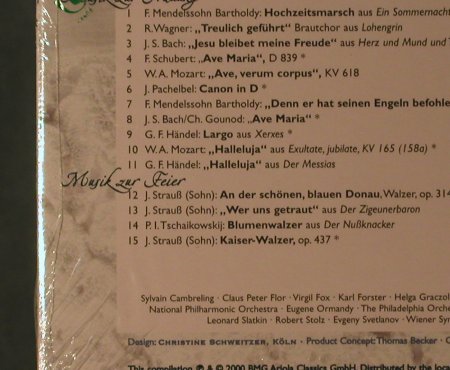 Musik zur Trauung
1 F. Mendelssohn Bartholdy: Hochzeitsmarsch aus Ein Sommernacht
2 R.Wagner: „Treulich geführt" Brautchor aus Lohengrin
3 J. S. Bach: „Jesu bleibet meine Freude" aus Herz und Mund und
4 F. Schubert: „Ave Maria", D 839 *
5 W. A. Mozart: „Ave, verum corpus", KV 618
6 J. Pachelbel: Canon in D *
7 F. Mendelssohn Bartholdy: „Denn er hat seinen Engeln befohle
8 J. S. Bach/Ch. Gounod: „Ave Maria" *
9 G. F. Händel: Largo aus Xerxes *
10 W. A. Mozart: „Halleluja" aus Exultate, jubilate, KV 165 (158a) *
11 G. F. Händel: „Halleluja" aus Der Messias
Musik zur Feier
12 J. Strauß (Sohn): An der schönen, blauen Donau, Walzer, op. 314
13 J. Strauß (Sohn): „Wer uns getraut" aus Der Zigeunerbaron
14 P. I. Tschaikowskij: Blumenwalzer aus Der Nußknacker
15 J. Strauß (Sohn): Kaiser-Walzer, op. 437 *
Sylvain Cambreling · Claus Peter Flor · Virgil Fox · Karl Forster · Helga Graczol
National Philharmonic Orchestra · Eugene Ormandy · The Philadelphia Orche
Leonard Slatkin · Robert Stolz · Evgeny Svetlanov · Wiener Sym
Design: CHRISTINE SCHWEITZER, KÖLN · Product Concept: Thomas Becker ·
This compilation ℗ & © 2000 BMG Ariola Classics GmbH. Distributed by the loca